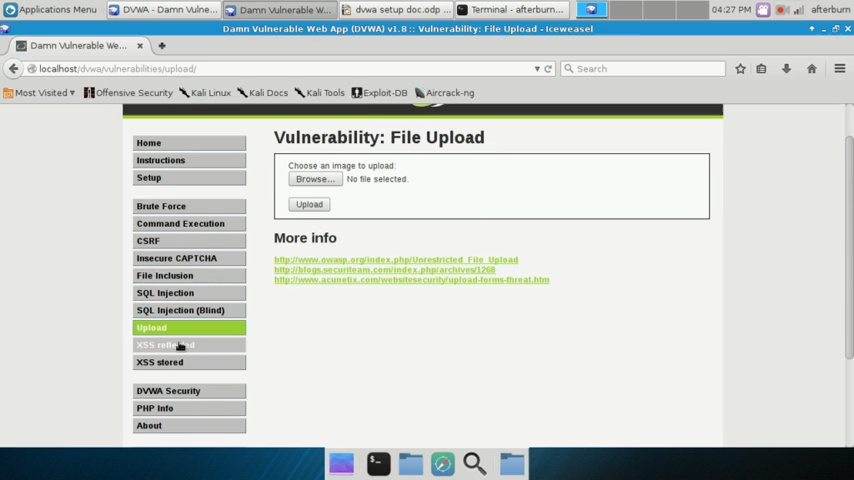 Applications Menu
DVWA - Damn Vulne...
Damn Vulnerable W...
dvwa setup doc.odp ...
Terminal - afterburn...
04:27 PM
afterburn
Damn Vulnerable Web App (DVWA) v1.8 :: Vulnerability: File Upload - Iceweasel
Damn Vulnerable We...
localhost/dvwa/vulnerabilities/upload/
Search
Most Visited
Offensive Security
Kali Linux
Kali Docs
Kali Tools
Exploit-DB
Aircrack-ng
Home
Instructions
Setup
Brute Force
Command Execution
CSRF
Insecure CAPTCHA
File Inclusion
SQL Injection
SQL Injection (Blind)
Upload
XSS reflected
XSS stored
DVWA Security
PHP Info
About
Vulnerability: File Upload
Choose an image to upload:
Browse... No file selected.
Upload
More info
http://www.owasp.org/index.php/Unrestricted_File_Upload
http://blogs.securiteam.com/index.php/archives/1268
http://www.acunetix.com/websitesecurity/upload-forms-threat.htm